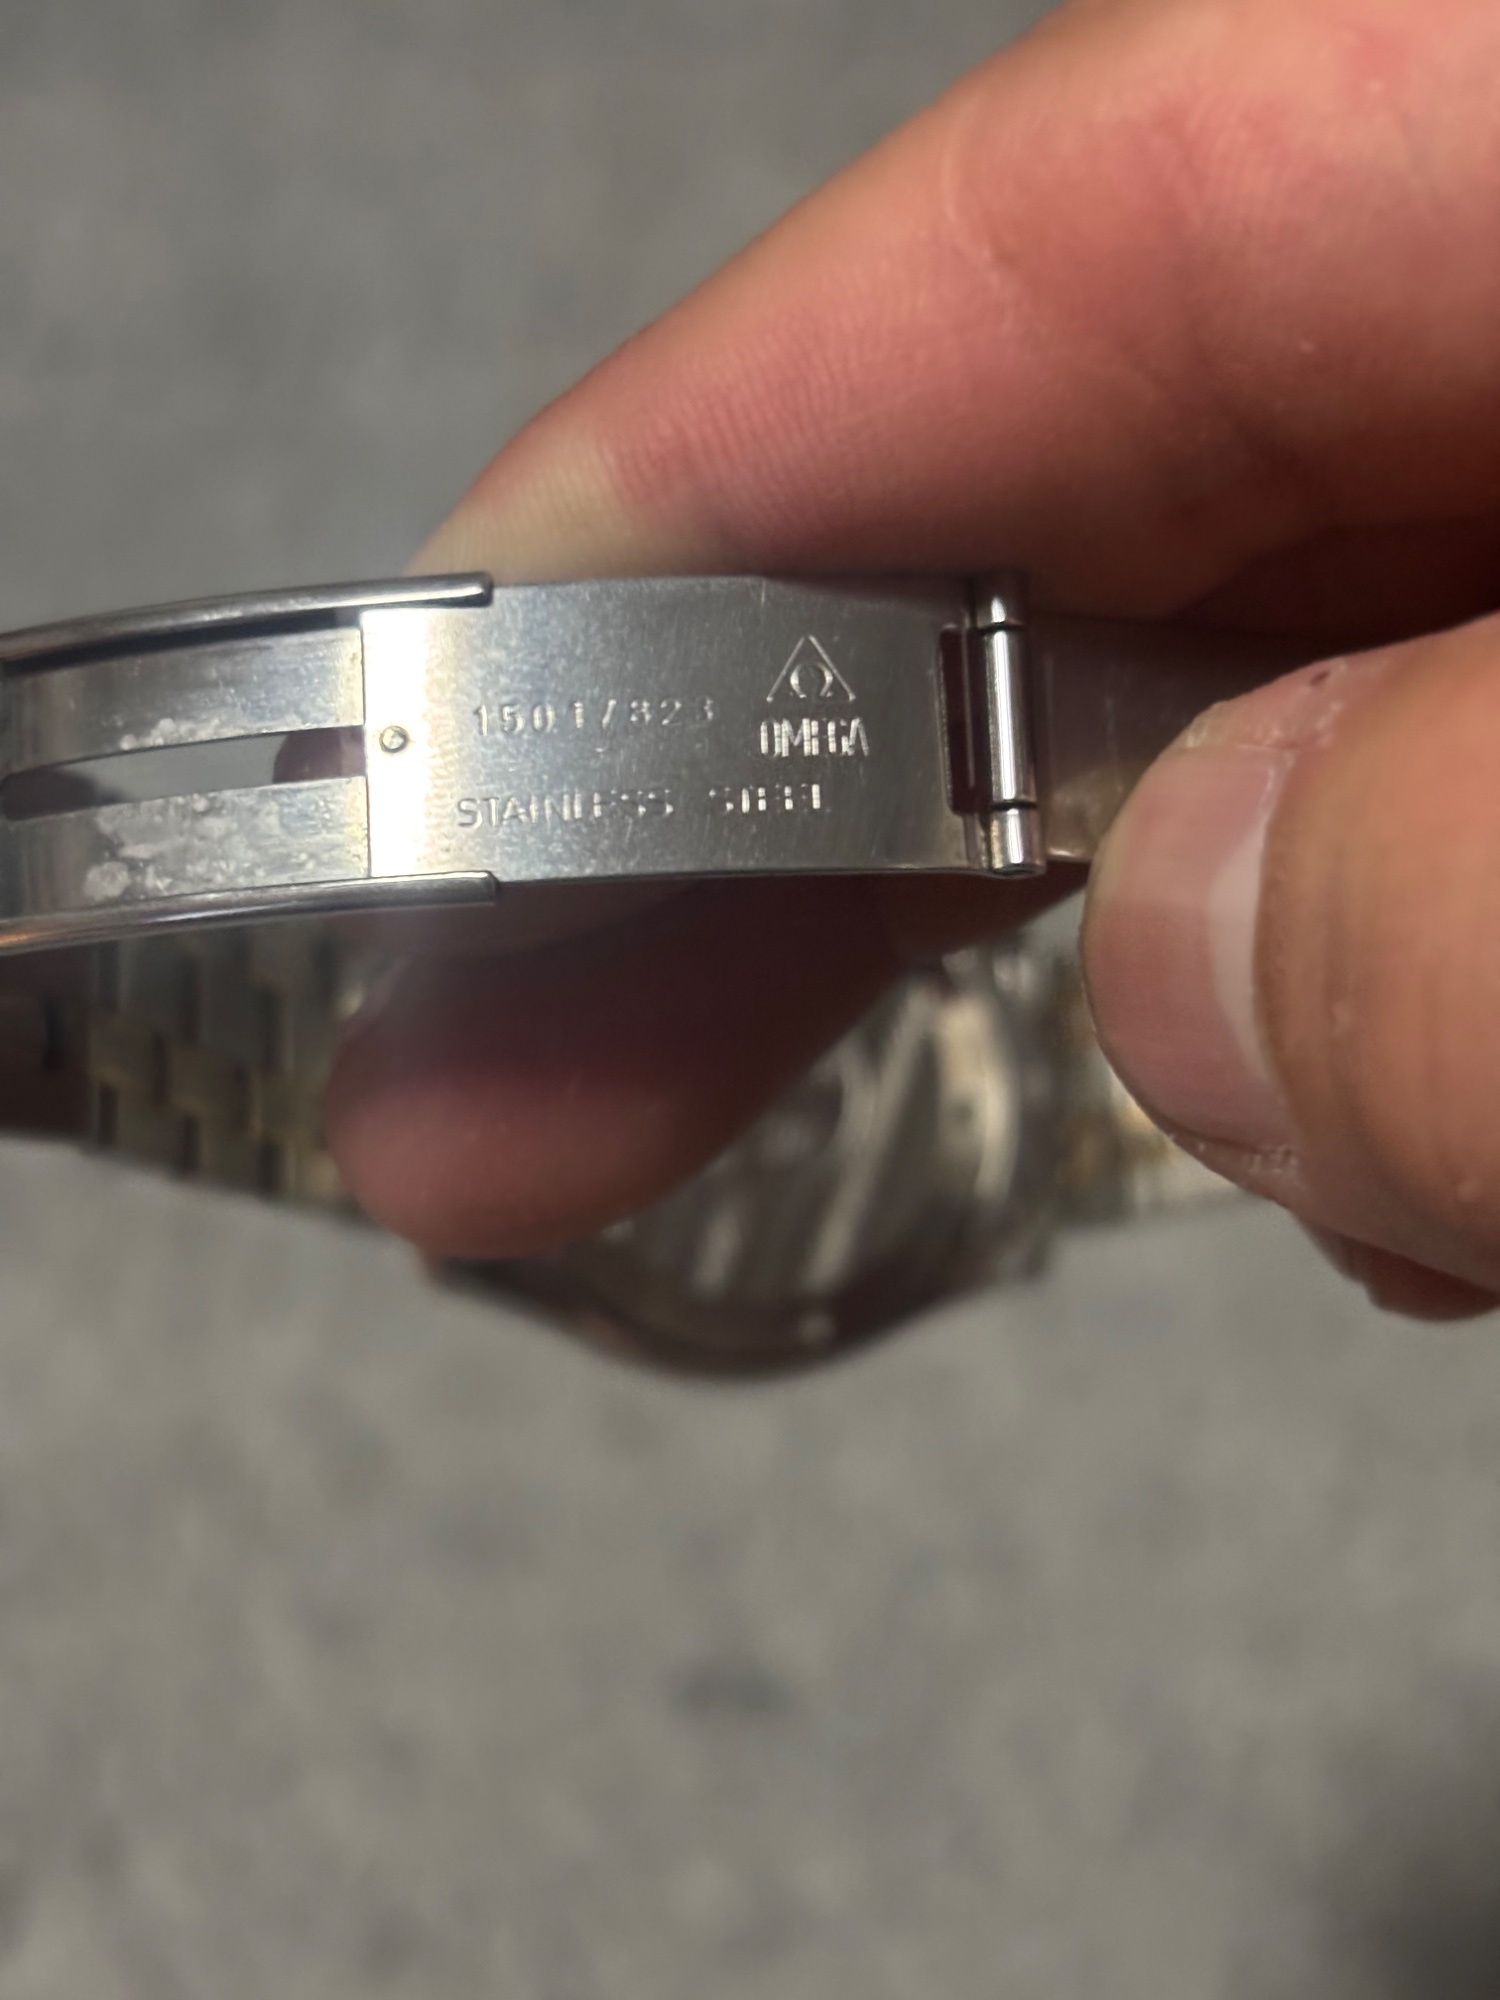 Ω
OMEGA
1501/823
STAINLESS STEEL